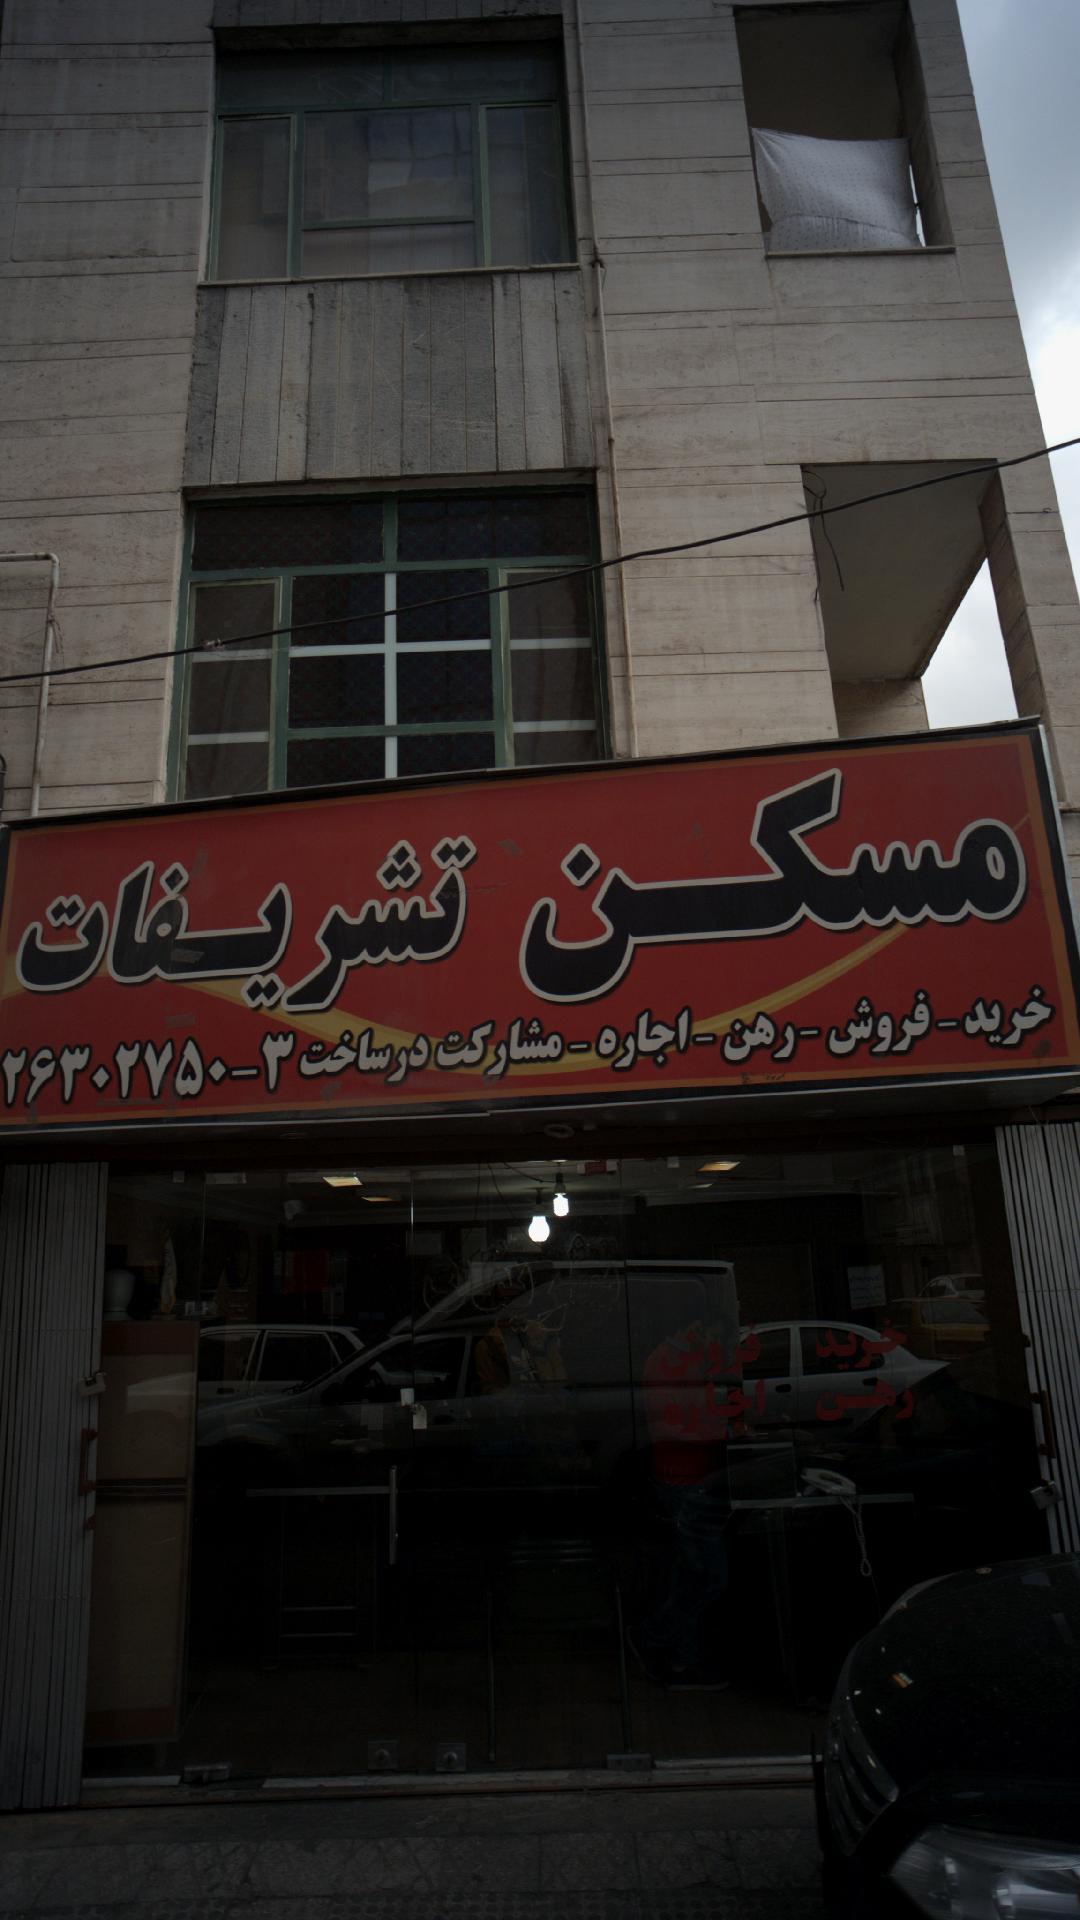 مسکن تشریفات
خرید - فروش - رهن - اجاره - مشارکت در ساخت ۳-۲۶۳۰۲۷۵۰
خرید فروش
رهن اجاره